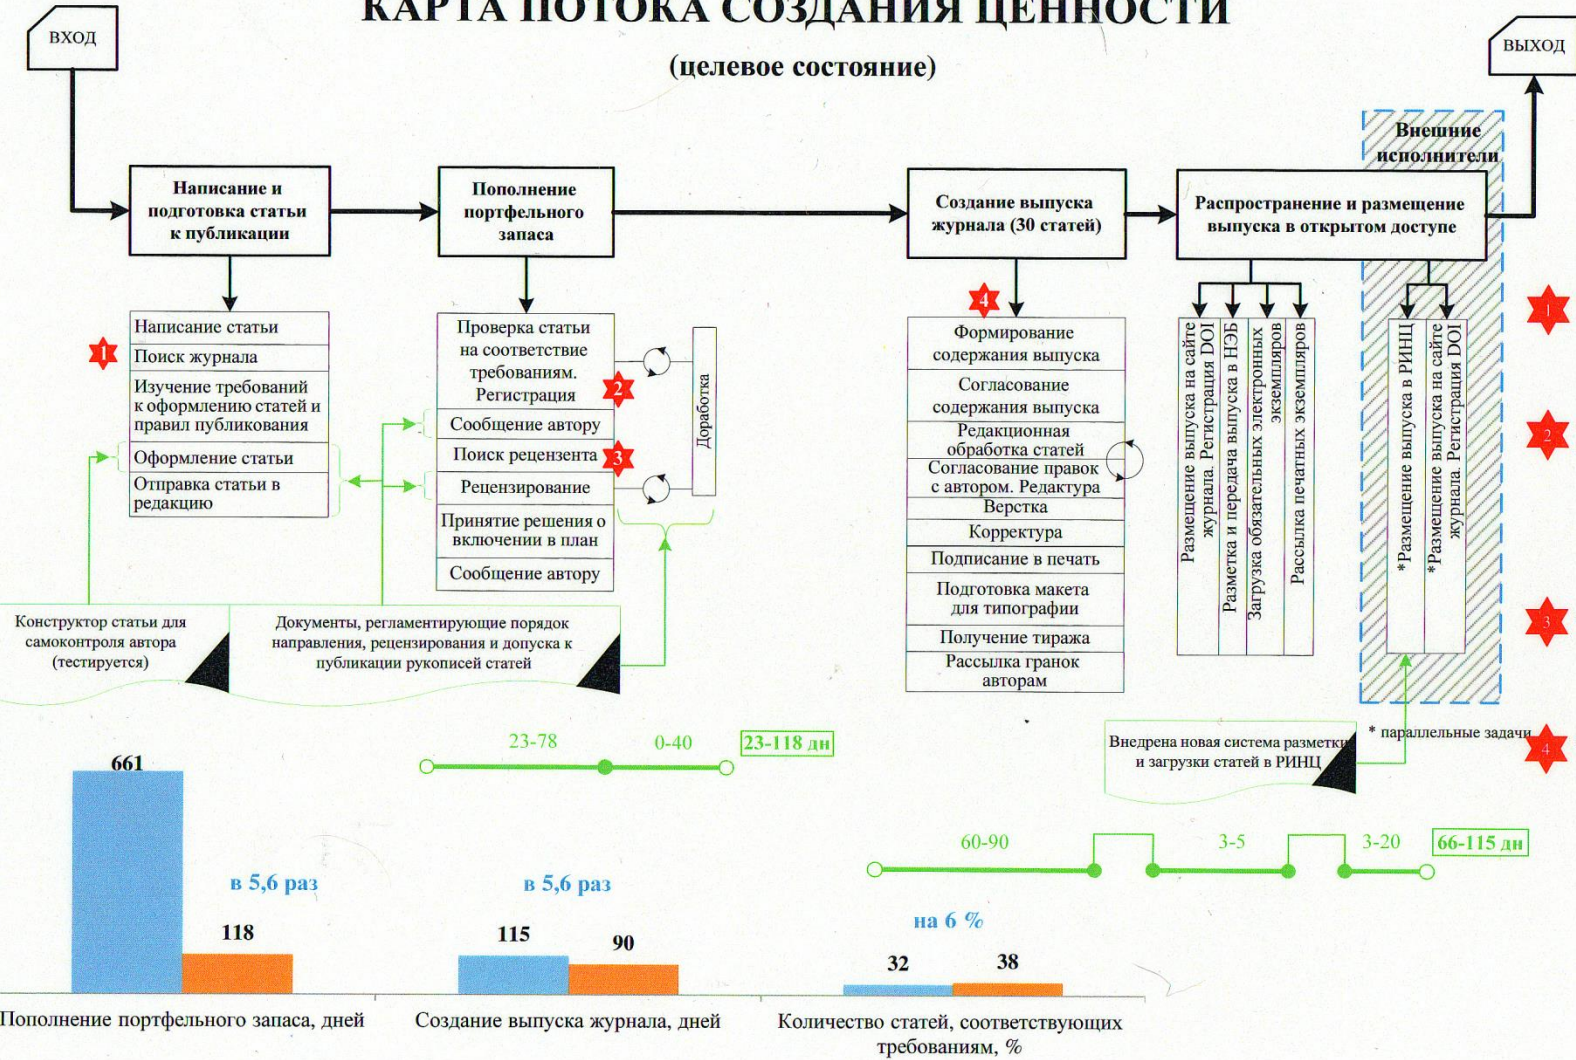 КАРТА ПОТОКА СОЗДАНИЯ ЦЕННОСТИ
(целевое состояние)
ВХОД
ВЫХОД
Внешние
исполнители
Написание и
подготовка статьи
к публикации
Пополнение
портфельного
запаса
Создание выпуска
журнала (30 статей)
Распространение и размещение
выпуска в открытом доступе
1
Написание статьи
Поиск журнала
Изучение требований
к оформлению статей и
правил публикования
Оформление статьи
Отправка статьи в
редакцию
Проверка статьи
на соответствие
требованиям.
Регистрация
2
Сообщение автору
Поиск рецензента
3
Рецензирование
Принятие решения о
включении в план
Сообщение автору
Доработка
4
Формирование
содержания выпуска
Согласование
содержания выпуска
Редакционная
обработка статей
Согласование правок
с автором. Редактура
Верстка
Корректура
Подписание в печать
Подготовка макета
для типографии
Получение тиража
Рассылка гранок
авторам
Размещение выпуска на сайте
журнала. Регистрация DOI
Разметка и передача выпуска в НЭБ
Загрузка обязательных электронных
экземпляров
Рассылка печатных экземпляров
*Размещение выпуска в РИНЦ
*Размещение выпуска на сайте
журнала. Регистрация DOI
1
2
3
4
Конструктор статьи для
самоконтроля автора
(тестируется)
Документы, регламентирующие порядок
направления, рецензирования и допуска к
публикации рукописей статей
Внедрена новая система разметки
и загрузки статей в РИНЦ
* параллельные задачи
23-78
0-40
23-118 дн
60-90
3-5
3-20
66-115 дн
661
118
в 5,6 раз
115
90
в 5,6 раз
32
38
на 6 %
Пополнение портфельного запаса, дней
Создание выпуска журнала, дней
Количество статей, соответствующих
требованиям, %